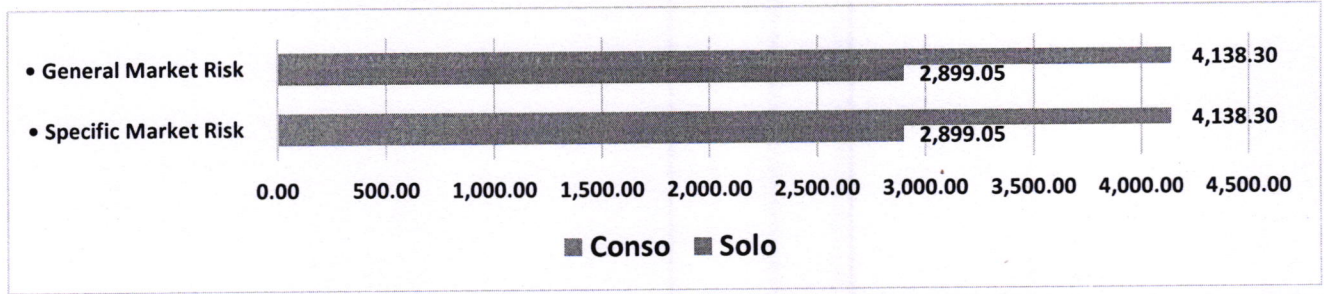 • General Market Risk
4,138.30
2,899.05
• Specific Market Risk
4,138.30
2,899.05
0.00 500.00 1,000.00 1,500.00 2,000.00 2,500.00 3,000.00 3,500.00 4,000.00 4,500.00
Conso Solo